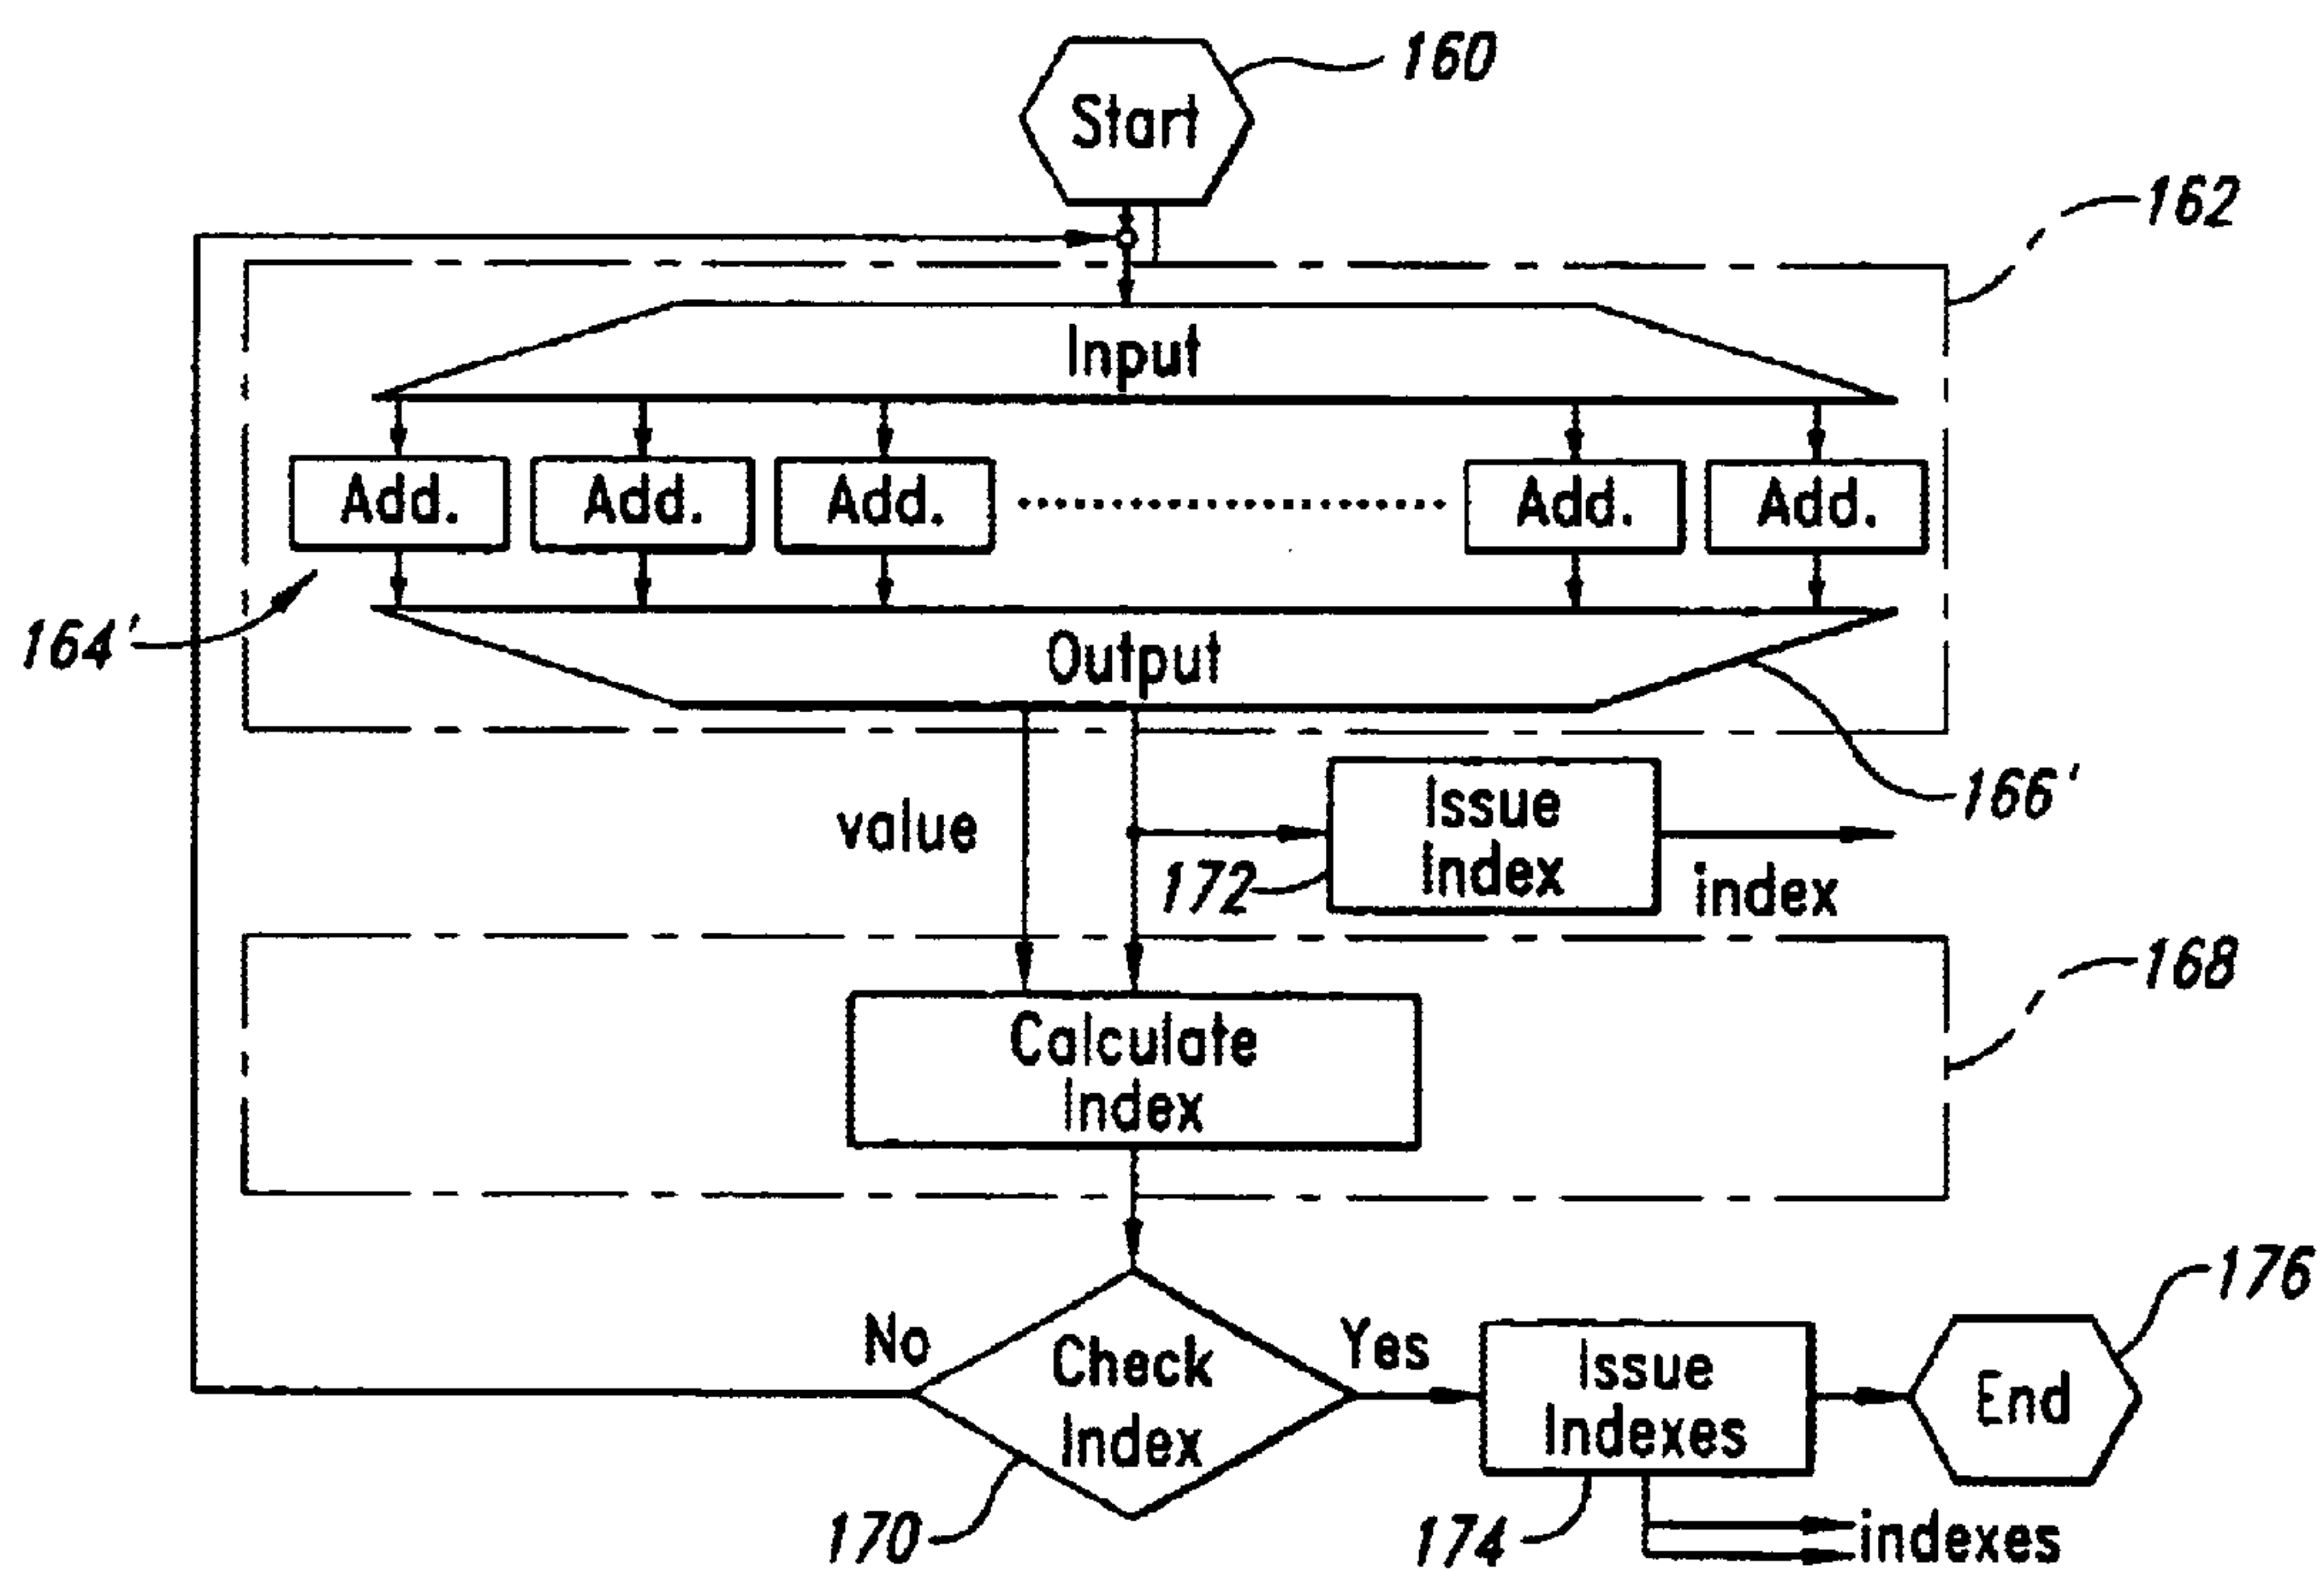 160
Start
162
Input
Add. Add. Add. Add. Add.
164'
Output
166'
value
Issue
Index
172
index
168
Calculate
Index
176
No
Yes
Check
Index
Issue
Indexes
End
170
174
indexes